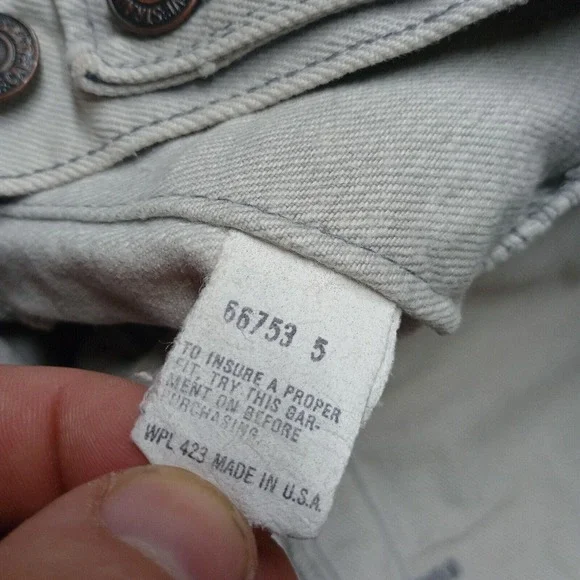 66753 5
TO INSURE A PROPER
FIT, TRY THIS GAR-
MENT ON BEFORE
PURCHASING.
WPL 423 MADE IN U.S.A.